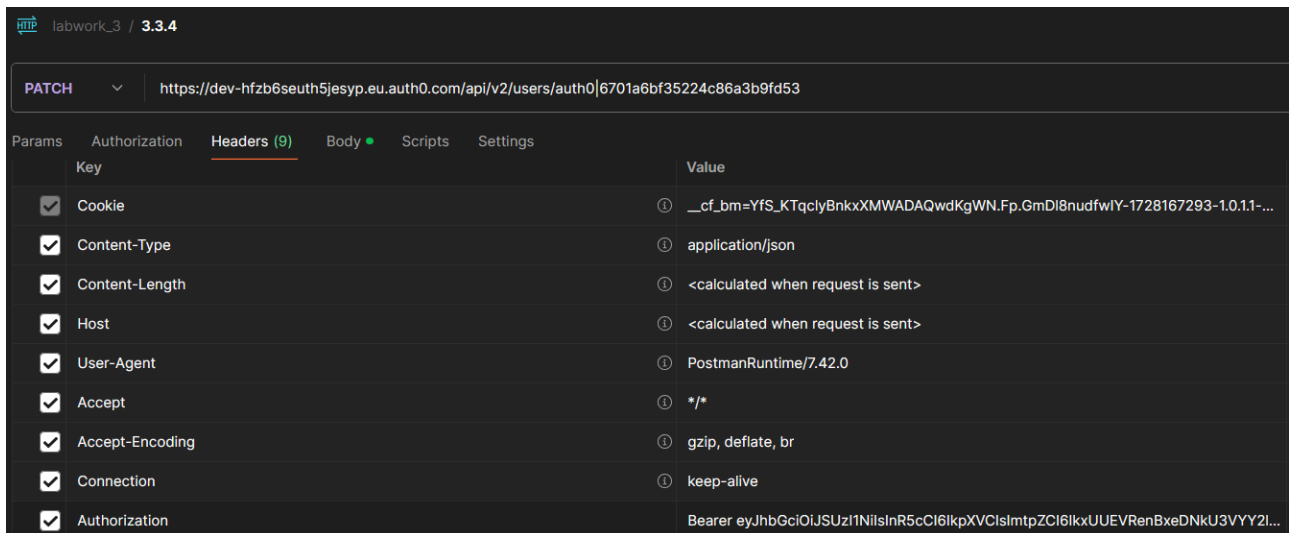 HTTP labwork_3 / 3.3.4
PATCH https://dev-hfzb6seuth5jesyp.eu.auth0.com/api/v2/users/auth0|6701a6bf35224c86a3b9fd53
Params Authorization Headers (9) Body Scripts Settings
Key Value
Cookie __cf_bm=YfS_KTqclyBnkxXMWADAQwdKgWN.Fp.GmDl8nudfwIY-1728167293-1.0.1.1-...
Content-Type application/json
Content-Length <calculated when request is sent>
Host <calculated when request is sent>
User-Agent PostmanRuntime/7.42.0
Accept */*
Accept-Encoding gzip, deflate, br
Connection keep-alive
Authorization Bearer eyJhbGciOiJSUzI1NiIsInR5cCI6IkpXVCIsImtpZCI6IkxUUEVRenBxeDNkU3VYY2l...